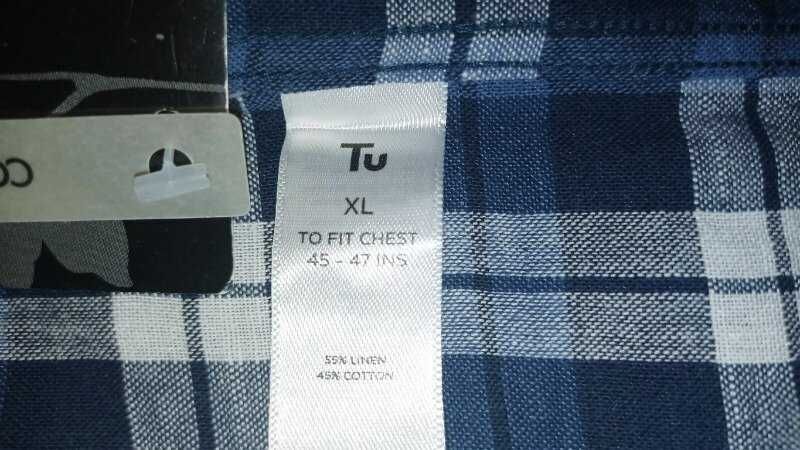 Tu
XL
TO FIT CHEST
45 - 47 INS
55% LINEN
45% COTTON